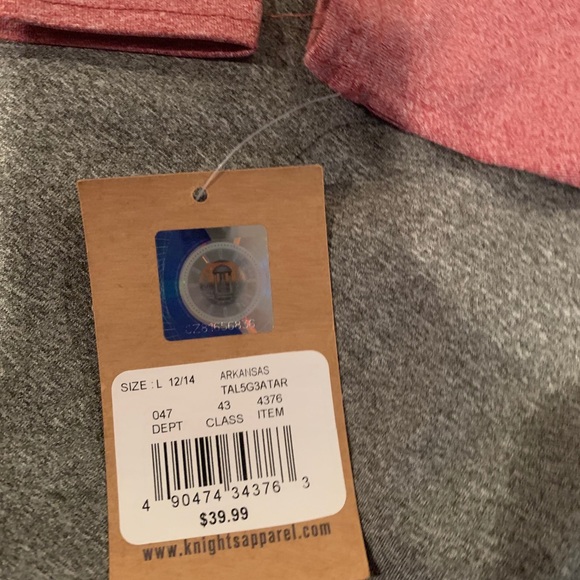 SIZE : L 12/14 ARKANSAS
TAL5G3ATAR
047 43 4376
DEPT CLASS ITEM
4 90474 34376 3
$39.99
www.knightsapparel.com